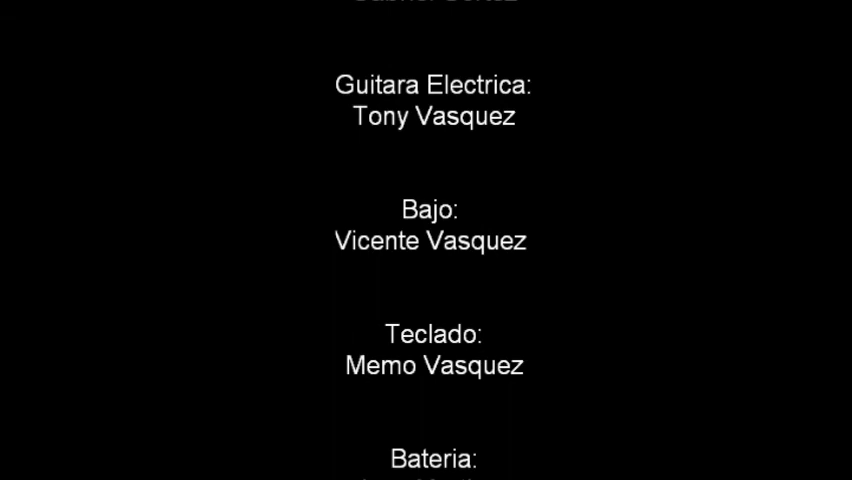 Guitara Electrica:
Tony Vasquez
Bajo:
Vicente Vasquez
Teclado:
Memo Vasquez
Bateria: